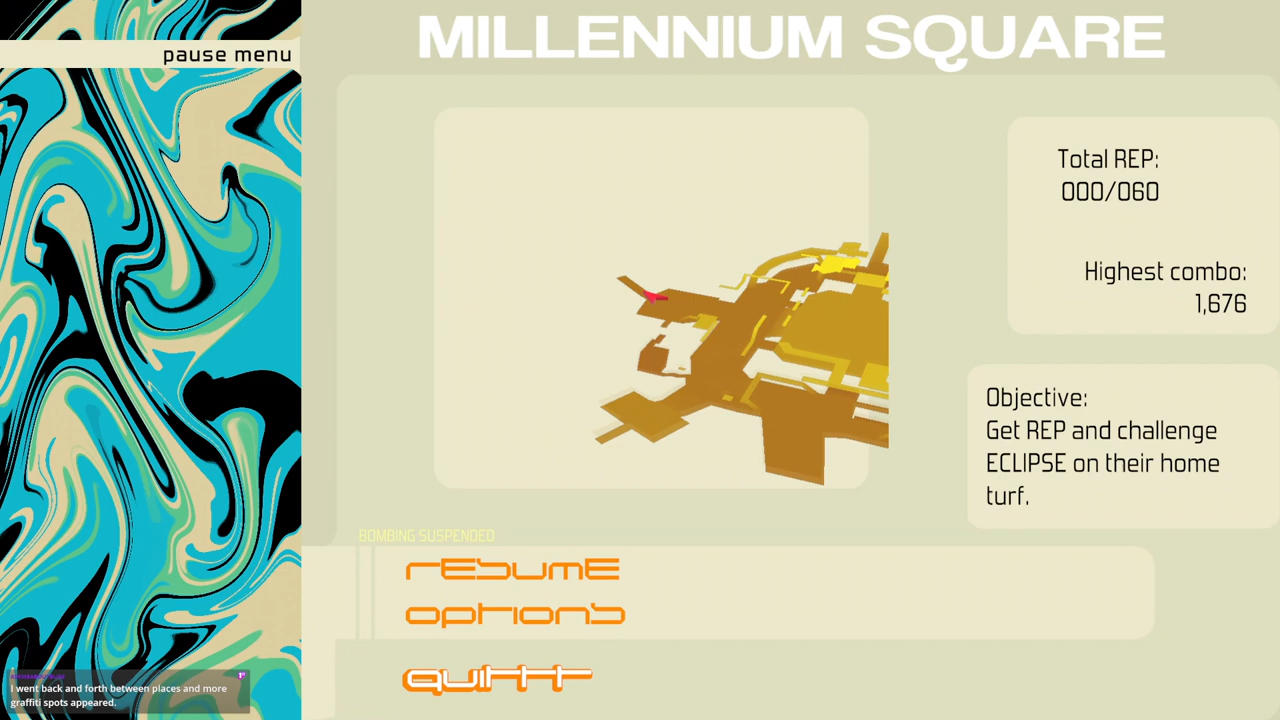 pause menu
MILLENNIUM SQUARE
Total REP:
000/060
Highest combo:
1,676
Objective:
Get REP and challenge
ECLIPSE on their home
turf.
BOMBING SUSPENDED
rEsumE
options
quitttt
I went back and forth between places and more
graffiti spots appeared.